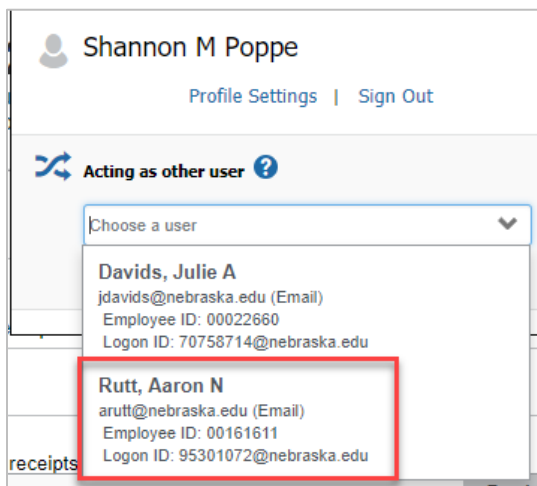 Shannon M Poppe
Profile Settings | Sign Out
Acting as other user ?
Choose a user
Davids, Julie A
jdavids@nebraska.edu (Email)
Employee ID: 00022660
Logon ID: 70758714@nebraska.edu
Rutt, Aaron N
arutt@nebraska.edu (Email)
Employee ID: 00161611
Logon ID: 95301072@nebraska.edu
receipts